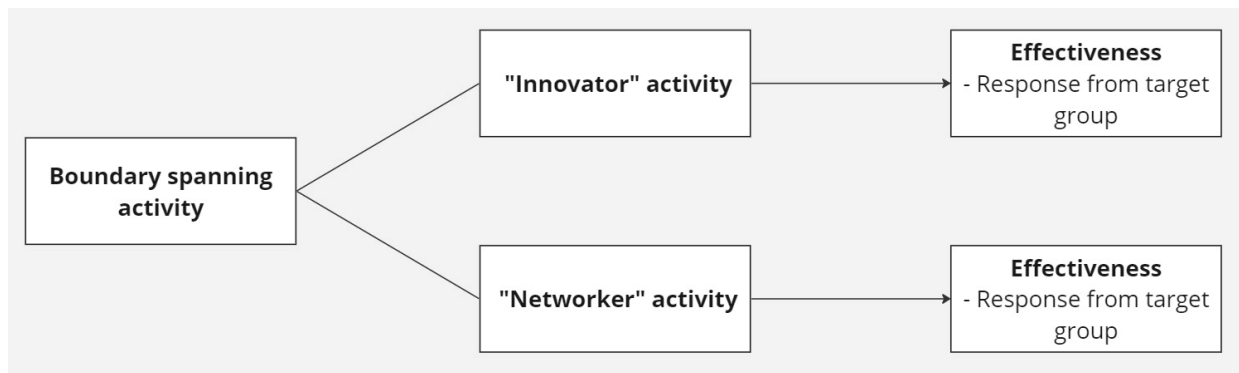 Boundary spanning
activity
"Innovator" activity
Effectiveness
- Response from target
group
"Networker" activity
Effectiveness
- Response from target
group